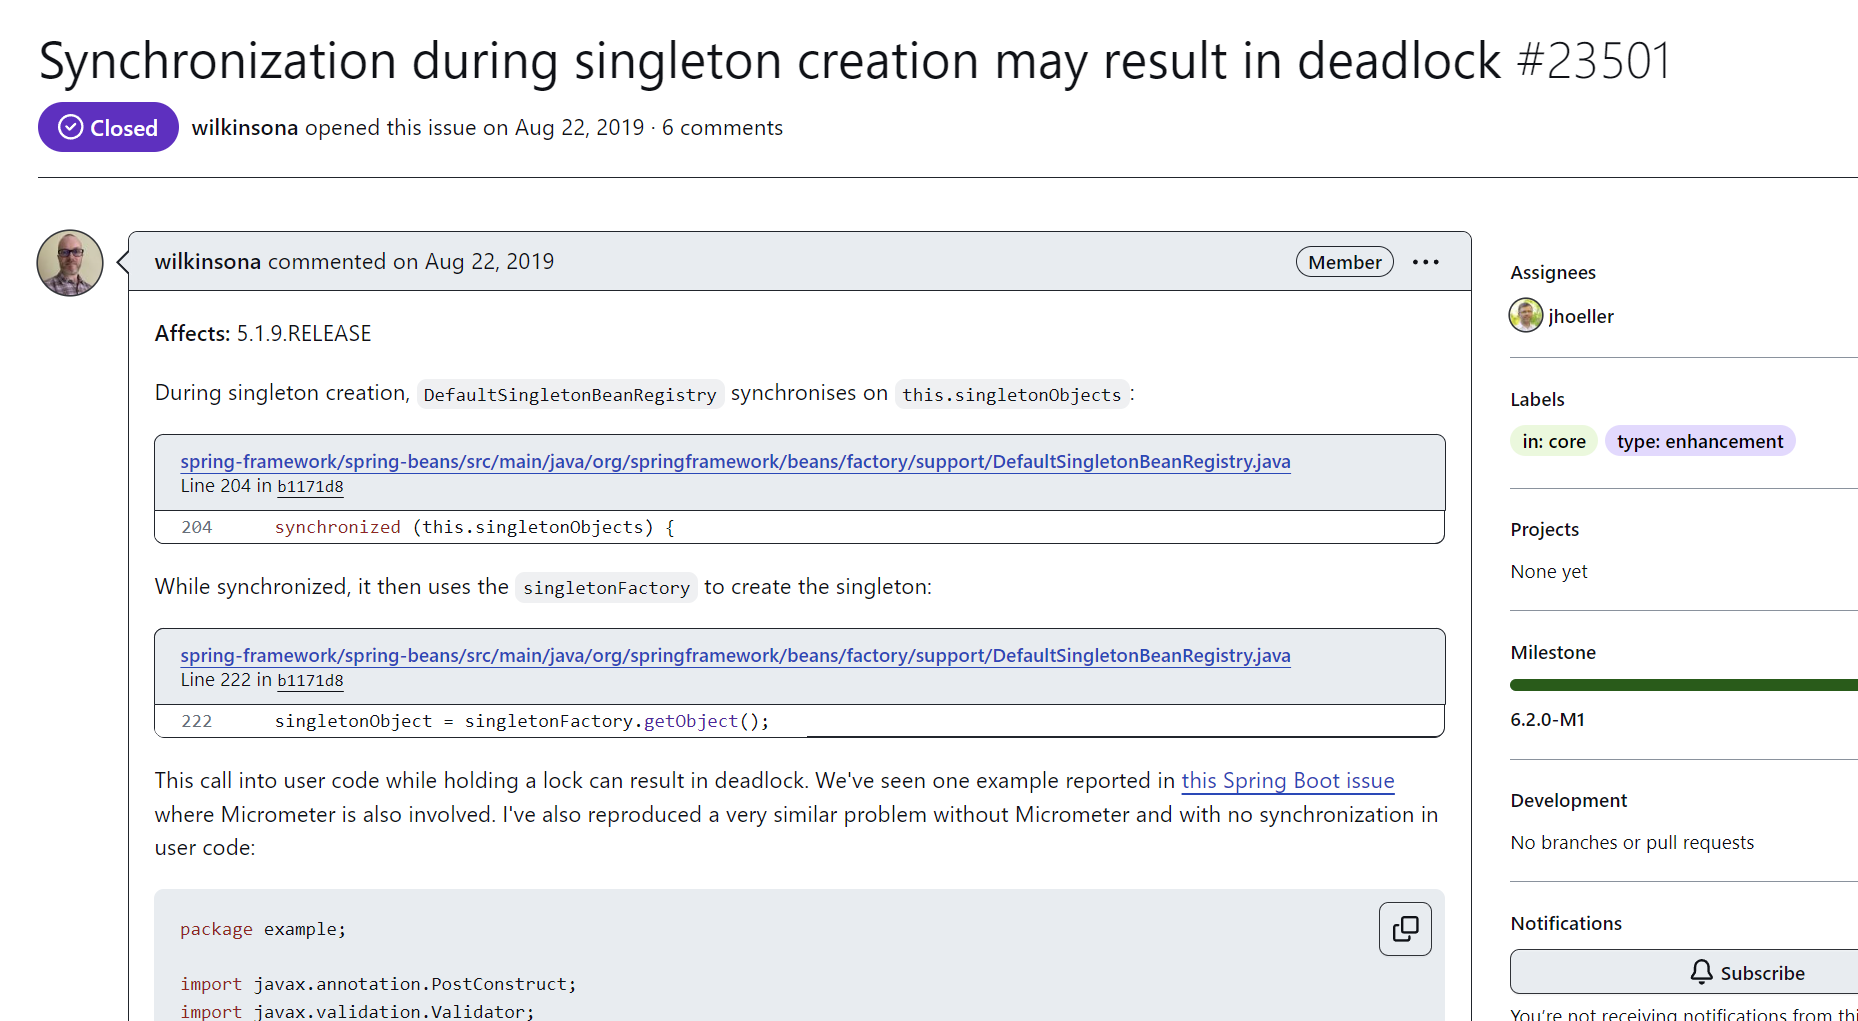 Synchronization during singleton creation may result in deadlock #23501
Closed
wilkinsona opened this issue on Aug 22, 2019 · 6 comments
wilkinsona commented on Aug 22, 2019
Member
Affects: 5.1.9.RELEASE
During singleton creation, DefaultSingletonBeanRegistry synchronises on this.singletonObjects:
spring-framework/spring-beans/src/main/java/org/springframework/beans/factory/support/DefaultSingletonBeanRegistry.java
Line 204 in b1171d8
204 synchronized (this.singletonObjects) {
While synchronized, it then uses the singletonFactory to create the singleton:
spring-framework/spring-beans/src/main/java/org/springframework/beans/factory/support/DefaultSingletonBeanRegistry.java
Line 222 in b1171d8
222 singletonObject = singletonFactory.getObject();
This call into user code while holding a lock can result in deadlock. We've seen one example reported in this Spring Boot issue
where Micrometer is also involved. I've also reproduced a very similar problem without Micrometer and with no synchronization in
user code:
package example;
import javax.annotation.PostConstruct;
import javax.validation.Validator;
Assignees
jhoeller
Labels
in: core type: enhancement
Projects
None yet
Milestone
6.2.0-M1
Development
No branches or pull requests
Notifications
Subscribe
You're not receiving notifications from